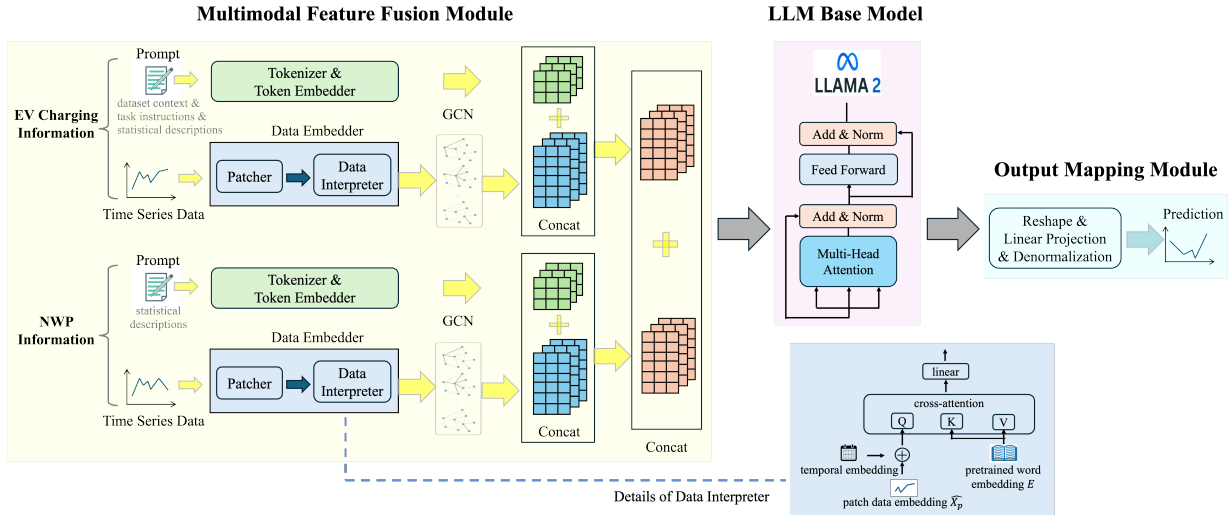 Multimodal Feature Fusion Module
LLM Base Model
Prompt
Tokenizer &
Token Embedder
dataset context &
task instructions &
statistical descriptions
EV Charging
Information
GCN
Data Embedder
Patcher
Data
Interpreter
Time Series Data
Concat
Prompt
Tokenizer &
Token Embedder
statistical
descriptions
NWP
Information
GCN
Data Embedder
Patcher
Data
Interpreter
Time Series Data
Concat
Concat
LLAMA 2
Add & Norm
Feed Forward
Add & Norm
Multi-Head
Attention
Output Mapping Module
Reshape &
Linear Projection
& Denormalization
Prediction
linear
cross-attention
Q
K
V
temporal embedding
pretrained word
embedding E
patch data embedding $\widehat{X_p}$
Details of Data Interpreter